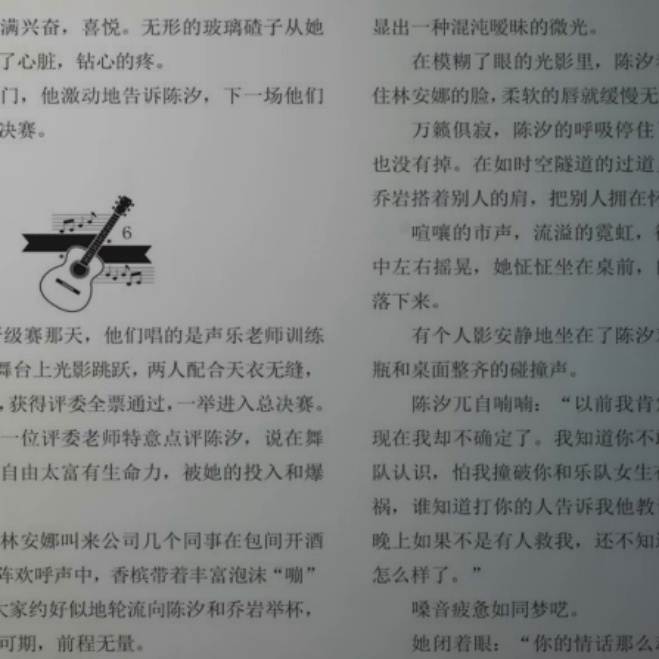 满兴奋，喜悦。无形的玻璃碴子从她
了心脏，钻心的疼。
门，他激动地告诉陈汐，下一场他们
决赛。
6
级赛那天，他们唱的是声乐老师训练
舞台上光影跳跃，两人配合天衣无缝，
，获得评委全票通过，一举进入总决赛。
一位评委老师特意点评陈汐，说在舞
自由太富有生命力，被她的投入和爆
林安娜叫来公司几个同事在包间开酒
阵欢呼声中，香槟带着丰富泡沫“嘣”
大家约好似地轮流向陈汐和乔岩举杯，
可期，前程无量。
显出一种混沌暧昧的微光。
在模糊了眼的光影里，陈汐
住林安娜的脸，柔软的唇就缓慢无
万籁俱寂，陈汐的呼吸停住
也没有掉。在如时空隧道的过道
乔岩搭着别人的肩，把别人拥在怀
喧嚷的市声，流溢的霓虹，
中左右摇晃，她怔怔坐在桌前，
落下来。
有个人影安静地坐在了陈汐
瓶和桌面整齐的碰撞声。
陈汐兀自喃喃：“以前我肯
现在我却不确定了。我知道你不
队认识，怕我撞破你和乐队女生
祸，谁知道打你的人告诉我他教
晚上如果不是有人救我，还不知
怎么样了。”
嗓音疲惫如同梦呓。
她闭着眼：“你的情话那么